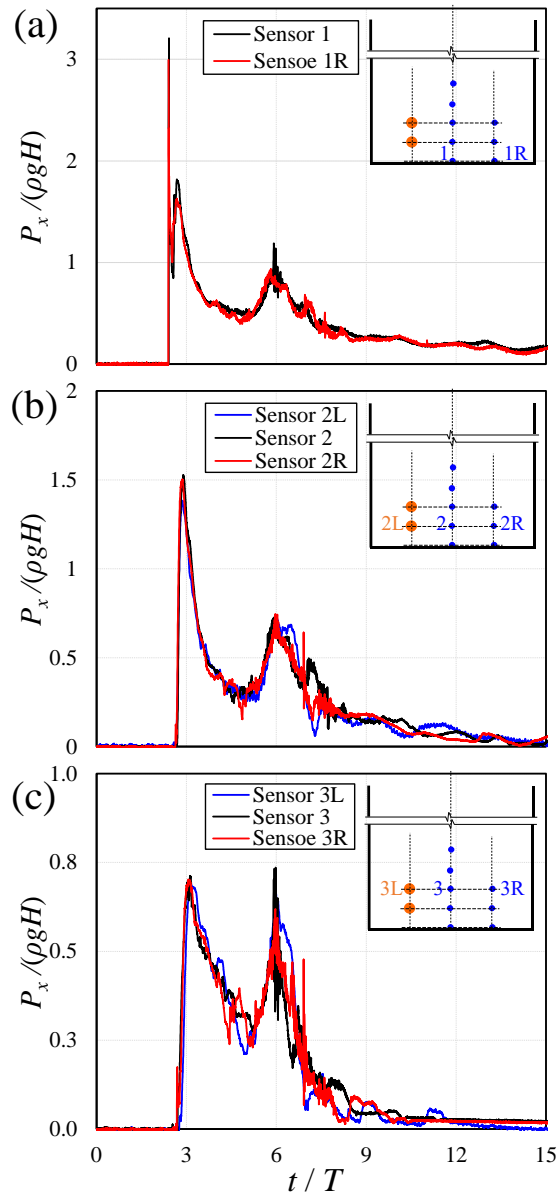 (a)
3
2
1
0
P_x/(ρgH)
Sensor 1
Sensoe 1R
1
1R
(b)
2
1.5
1
0.5
0
P_x/(ρgH)
Sensor 2L
Sensor 2
Sensor 2R
2L
2
2R
(c)
1.0
0.8
0.5
0.3
0.0
P_x/(ρgH)
Sensor 3L
Sensor 3
Sensoe 3R
3L
3
3R
0 3 6 9 12 15
t / T